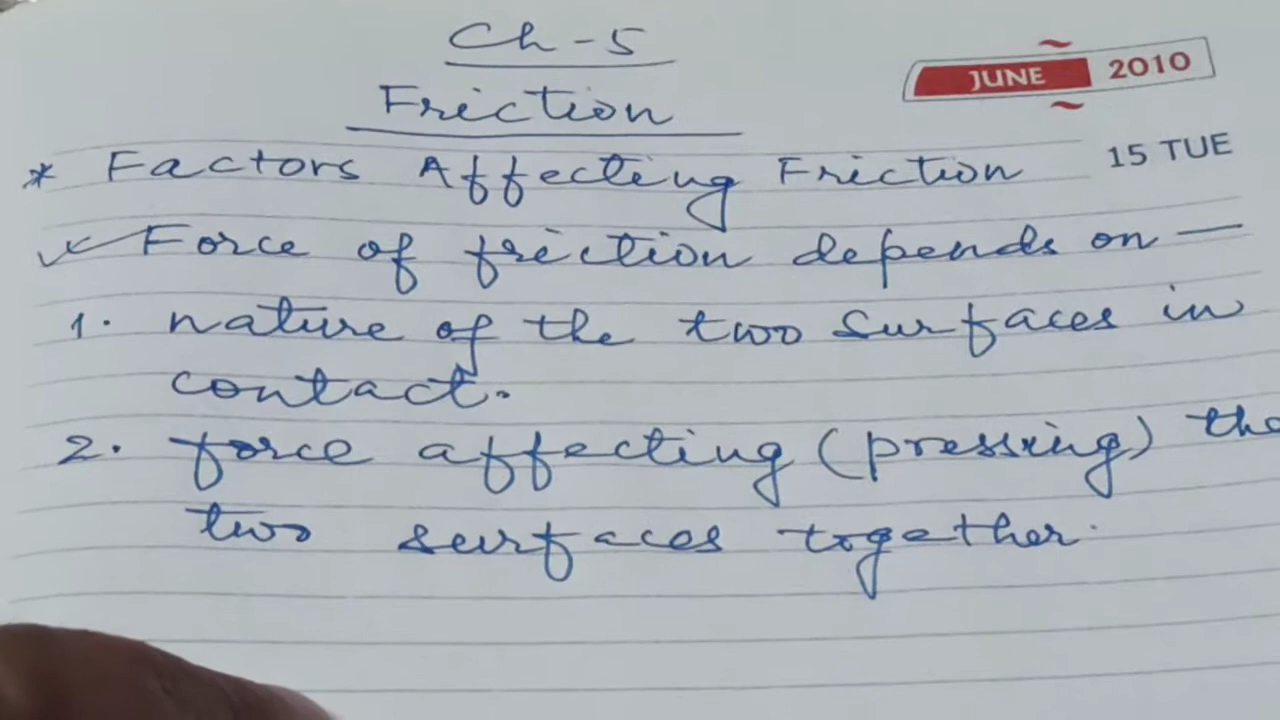 Ch - 5
JUNE 2010
Friction
15 TUE
* Factors Affecting Friction
✓ Force of friction depends on —
1. nature of the two surfaces in
contact.
2. force affecting (pressing) the
two surfaces together.